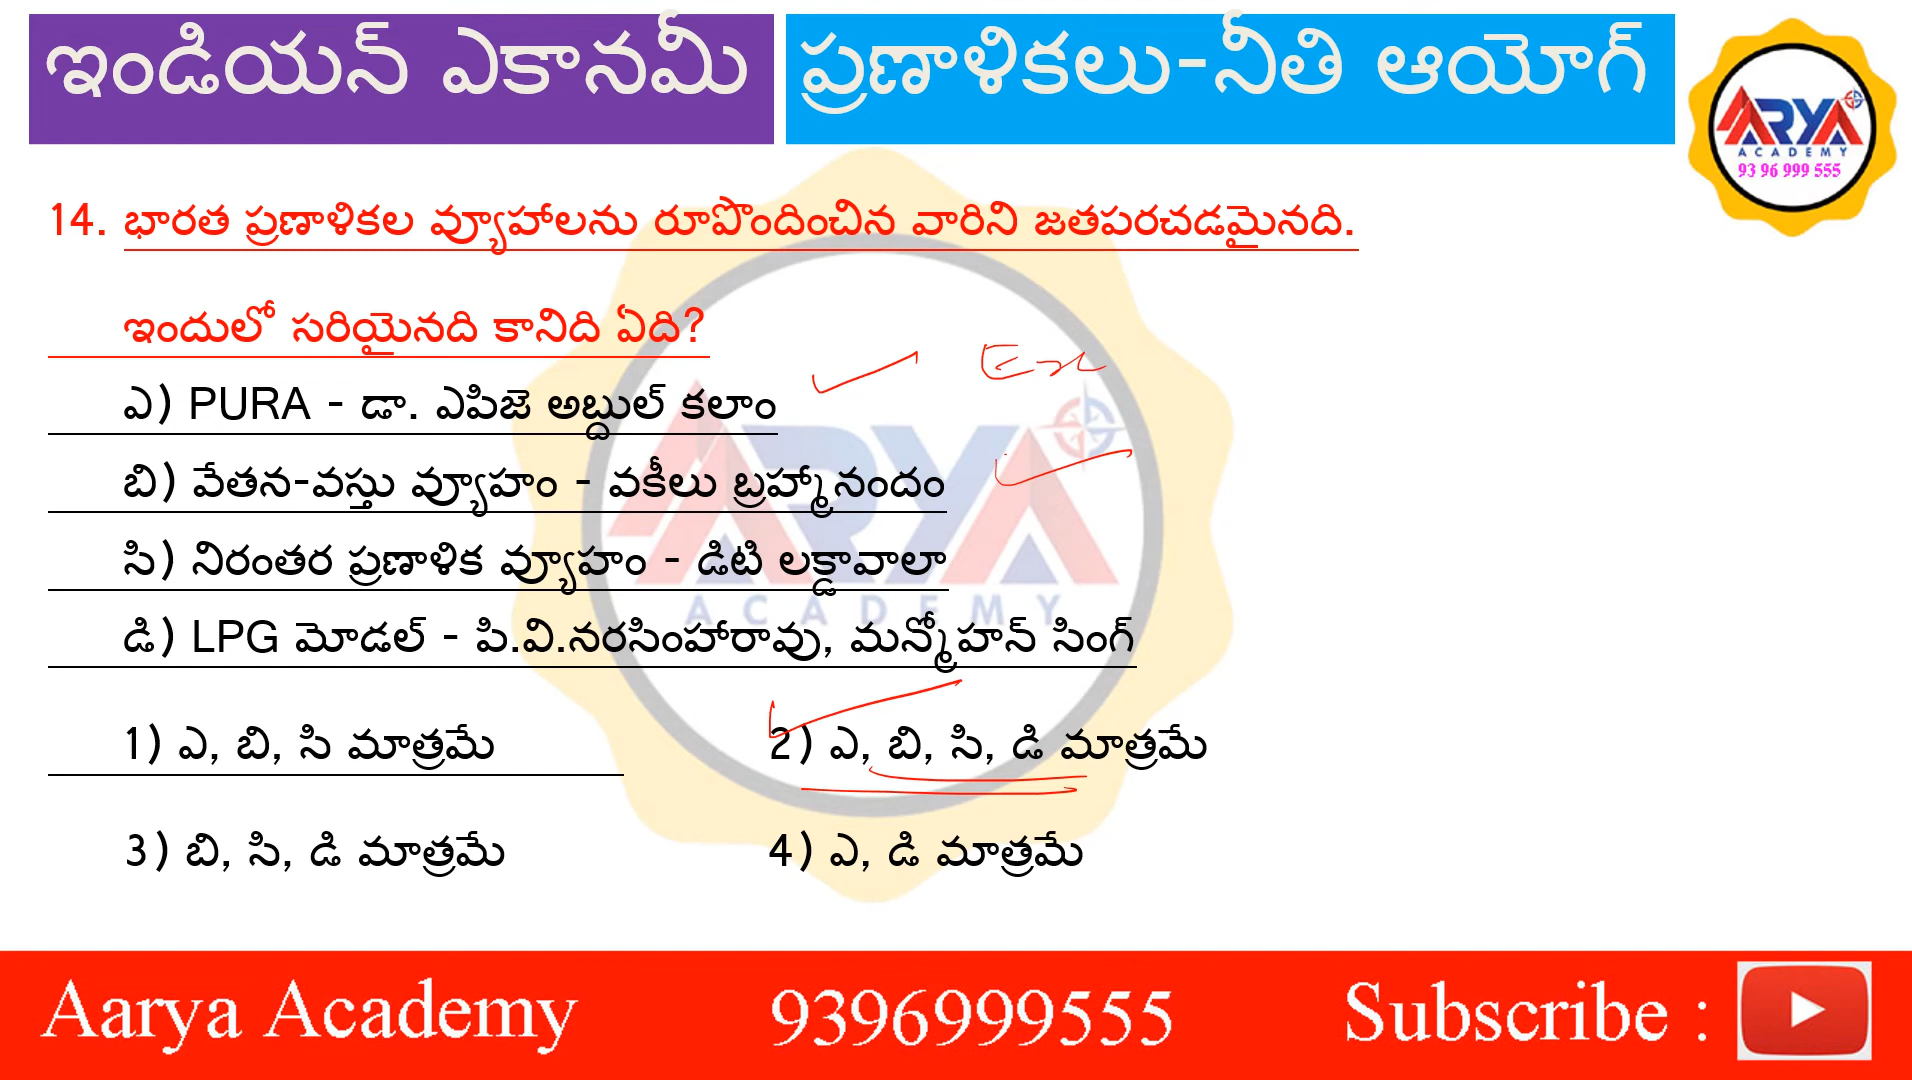 ఇండియన్ ఎకానమీ ప్రణాళికలు-నీతి ఆయోగ్
ARYA
ACADEMY
93 96 999 555
14. భారత ప్రణాళికల వ్యూహాలను రూపొందించిన వారిని జతపరచడమైనది.
ఇందులో సరియైనది కానిది ఏది?
ఎ) PURA - డా. ఎపిజె అబ్దుల్ కలాం
బి) వేతన-వస్తు వ్యూహం - వకీలు బ్రహ్మానందం
సి) నిరంతర ప్రణాళిక వ్యూహం - డిటి లక్డావాలా
డి) LPG మోడల్ - పి.వి.నరసింహారావు, మన్మోహన్ సింగ్
ARYA
ACADEMY
1) ఎ, బి, సి మాత్రమే 2) ఎ, బి, సి, డి మాత్రమే
3) బి, సి, డి మాత్రమే 4) ఎ, డి మాత్రమే
Aarya Academy 9396999555 Subscribe :